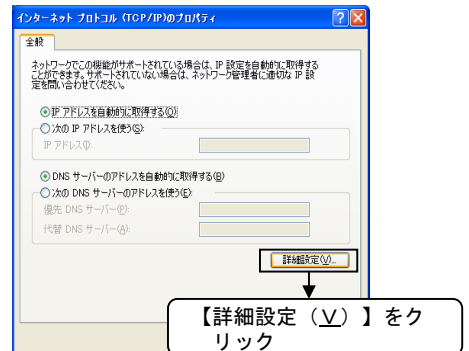 インターネット プロトコル (TCP/IP)のプロパティ
全般
ネットワークでこの機能がサポートされている場合は、IP 設定を自動的に取得する
ことができます。サポートされていない場合は、ネットワーク管理者に適切な IP 設
定を問い合わせてください。
IP アドレスを自動的に取得する(O)
次の IP アドレスを使う(S):
IP アドレス(I):
DNS サーバーのアドレスを自動的に取得する(B)
次の DNS サーバーのアドレスを使う(E):
優先 DNS サーバー(P):
代替 DNS サーバー(A):
詳細設定(V)...
【詳細設定（V）】をク
リック